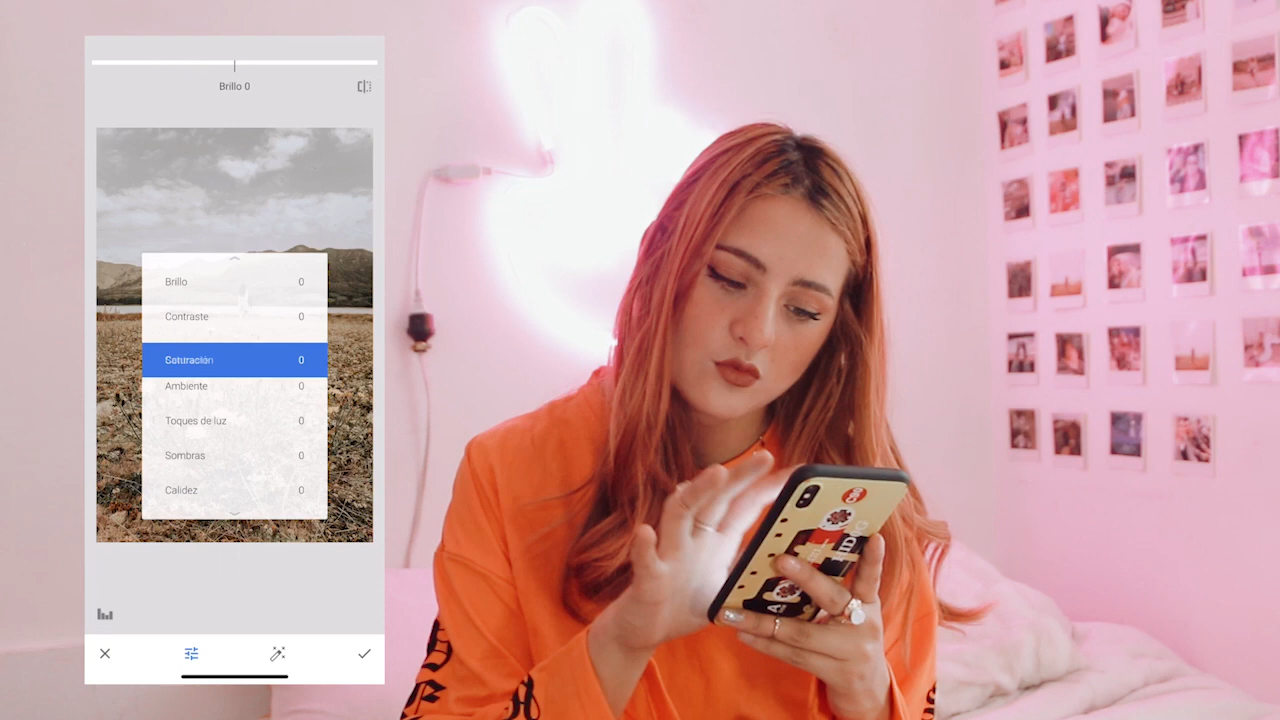 Brillo 0
Brillo 0
Contraste 0
Saturación 0
Ambiente 0
Toques de luz 0
Sombras 0
Calidez 0